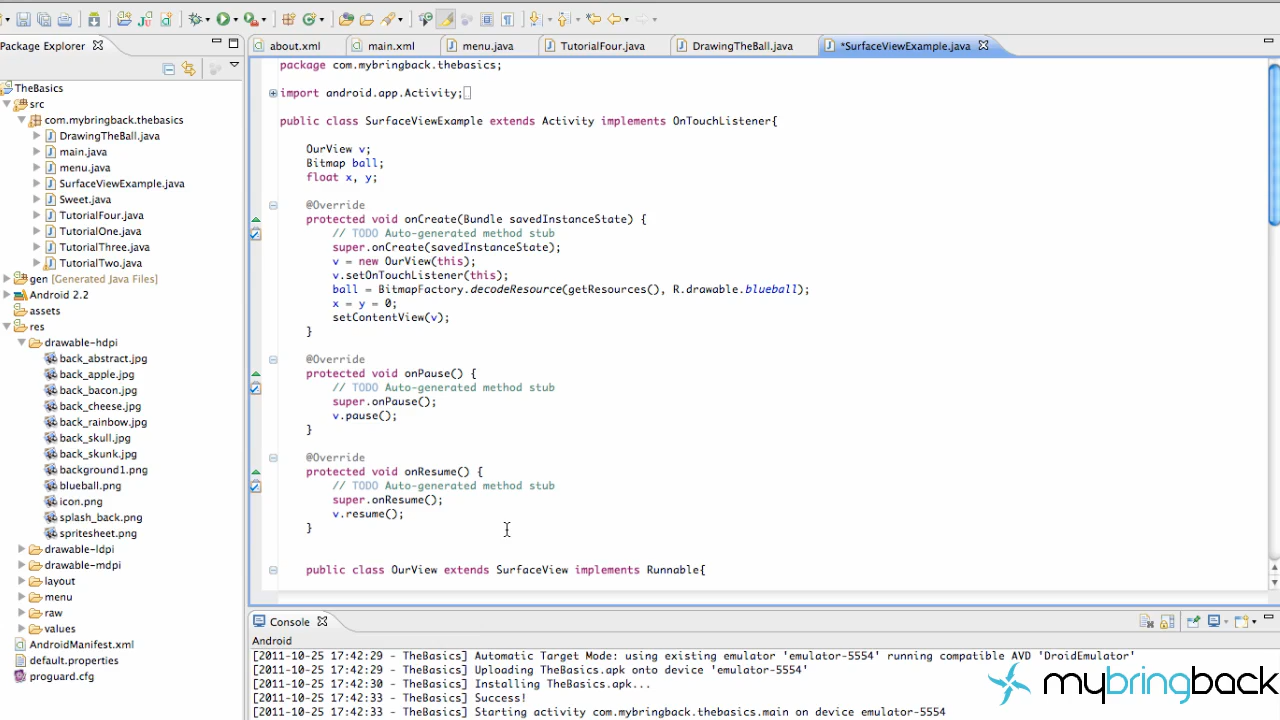 Package Explorer
about.xml
main.xml
menu.java
TutorialFour.java
DrawingTheBall.java
*SurfaceViewExample.java
TheBasics
src
com.mybringback.thebasics
DrawingTheBall.java
main.java
menu.java
SurfaceViewExample.java
Sweet.java
TutorialFour.java
TutorialOne.java
TutorialThree.java
TutorialTwo.java
gen [Generated Java Files]
Android 2.2
assets
res
drawable-hdpi
back_abstract.jpg
back_apple.jpg
back_bacon.jpg
back_cheese.jpg
back_rainbow.jpg
back_skull.jpg
back_skunk.jpg
background1.png
blueball.png
icon.png
splash_back.png
spritesheet.png
drawable-ldpi
drawable-mdpi
layout
menu
raw
values
AndroidManifest.xml
default.properties
proguard.cfg
package com.mybringback.thebasics;
import android.app.Activity;
public class SurfaceViewExample extends Activity implements OnTouchListener{
OurView v;
Bitmap ball;
float x, y;
@Override
protected void onCreate(Bundle savedInstanceState) {
// TODO Auto-generated method stub
super.onCreate(savedInstanceState);
v = new OurView(this);
v.setOnTouchListener(this);
ball = BitmapFactory.decodeResource(getResources(), R.drawable.blueball);
x = y = 0;
setContentView(v);
}
@Override
protected void onPause() {
// TODO Auto-generated method stub
super.onPause();
v.pause();
}
@Override
protected void onResume() {
// TODO Auto-generated method stub
super.onResume();
v.resume();
}
public class OurView extends SurfaceView implements Runnable{
Console
Android
[2011-10-25 17:42:29 - TheBasics] Automatic Target Mode: using existing emulator 'emulator-5554' running compatible AVD 'DroidEmulator'
[2011-10-25 17:42:29 - TheBasics] Uploading TheBasics.apk onto device 'emulator-5554'
[2011-10-25 17:42:30 - TheBasics] Installing TheBasics.apk...
[2011-10-25 17:42:33 - TheBasics] Success!
[2011-10-25 17:42:33 - TheBasics] Starting activity com.mybringback.thebasics.main on device emulator-5554
mybringback